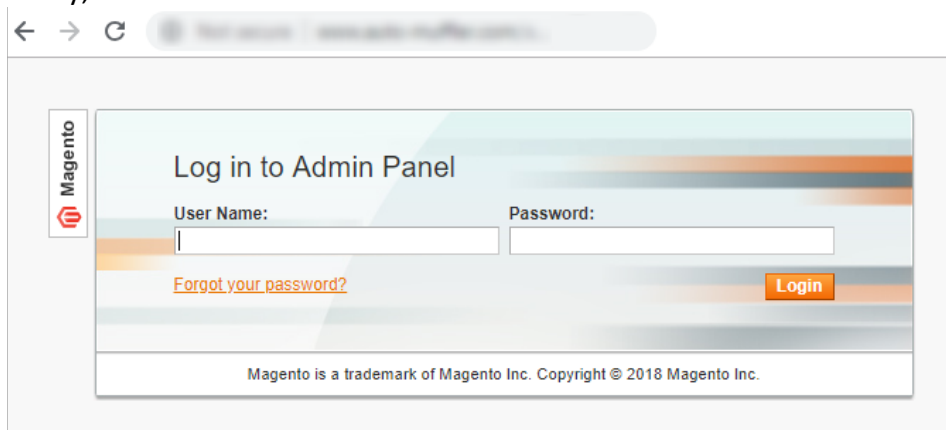 Magento
Log in to Admin Panel
User Name: Password:
Forgot your password? Login
Magento is a trademark of Magento Inc. Copyright © 2018 Magento Inc.